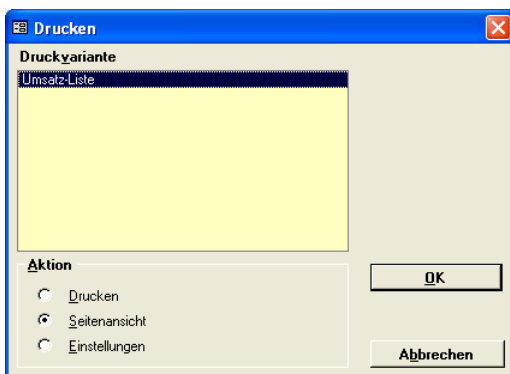 Drucken
Druckvariante
Umsatz-Liste
Aktion
Drucken
Seitenansicht
Einstellungen
OK
Abbrechen